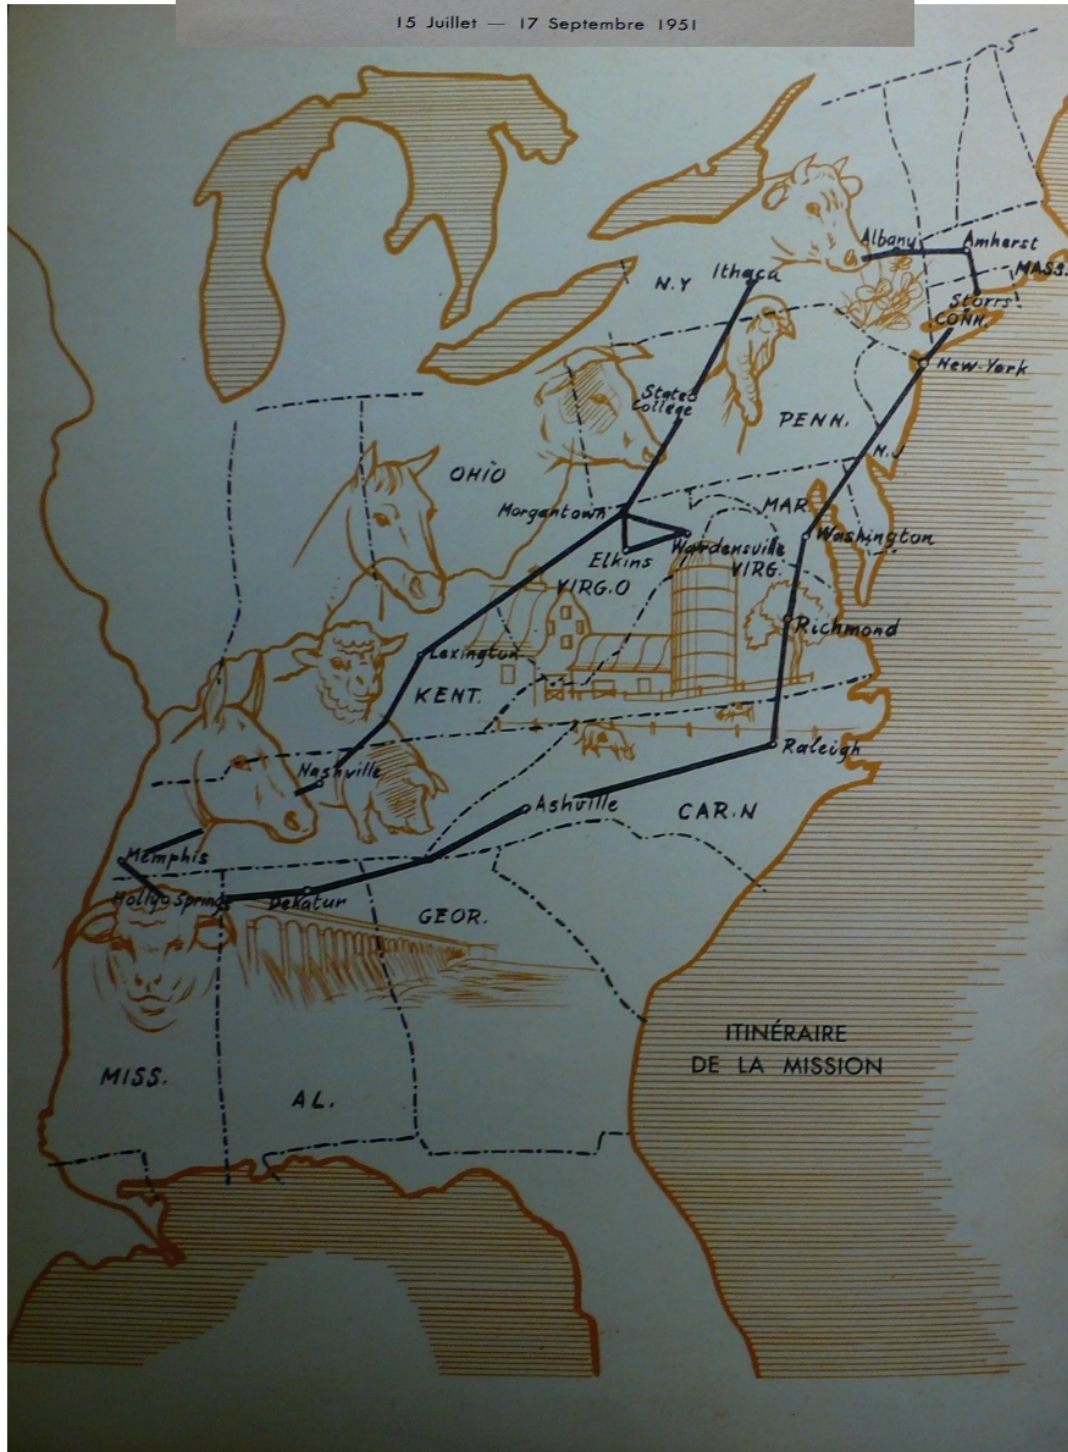 15 Juillet — 17 Septembre 1951
Albany
Amherst
N.Y
Ithaca
MASS.
Storrs
CONN.
New-York
State
College
PENN.
N.J
OHIO
Morgantown
MAR.
Washington
Elkins
Wardensville
VIRG.
VIRG.O
Richmond
Lexington
KENT.
Raleigh
Nashville
Ashville
CAR.N
Memphis
Hollyg Springs
Dekatur
GEOR.
ITINÉRAIRE
DE LA MISSION
MISS.
AL.